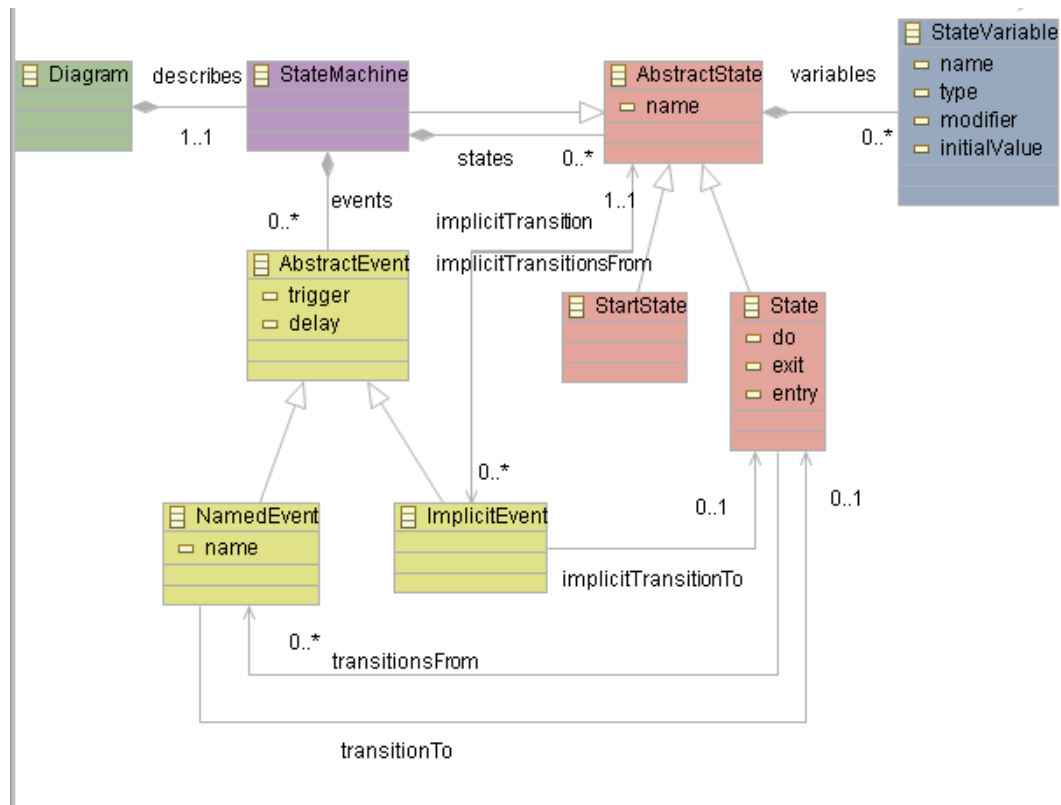 StateVariable
name
type
modifier
initialValue
Diagram
describes
1..1
StateMachine
AbstractState
name
variables
0..*
states
0..*
events
0..*
implicitTransition
1..1
implicitTransitionsFrom
AbstractEvent
trigger
delay
StartState
State
do
exit
entry
0..*
0..1
0..1
NamedEvent
name
ImplicitEvent
implicitTransitionTo
0..*
transitionsFrom
transitionTo